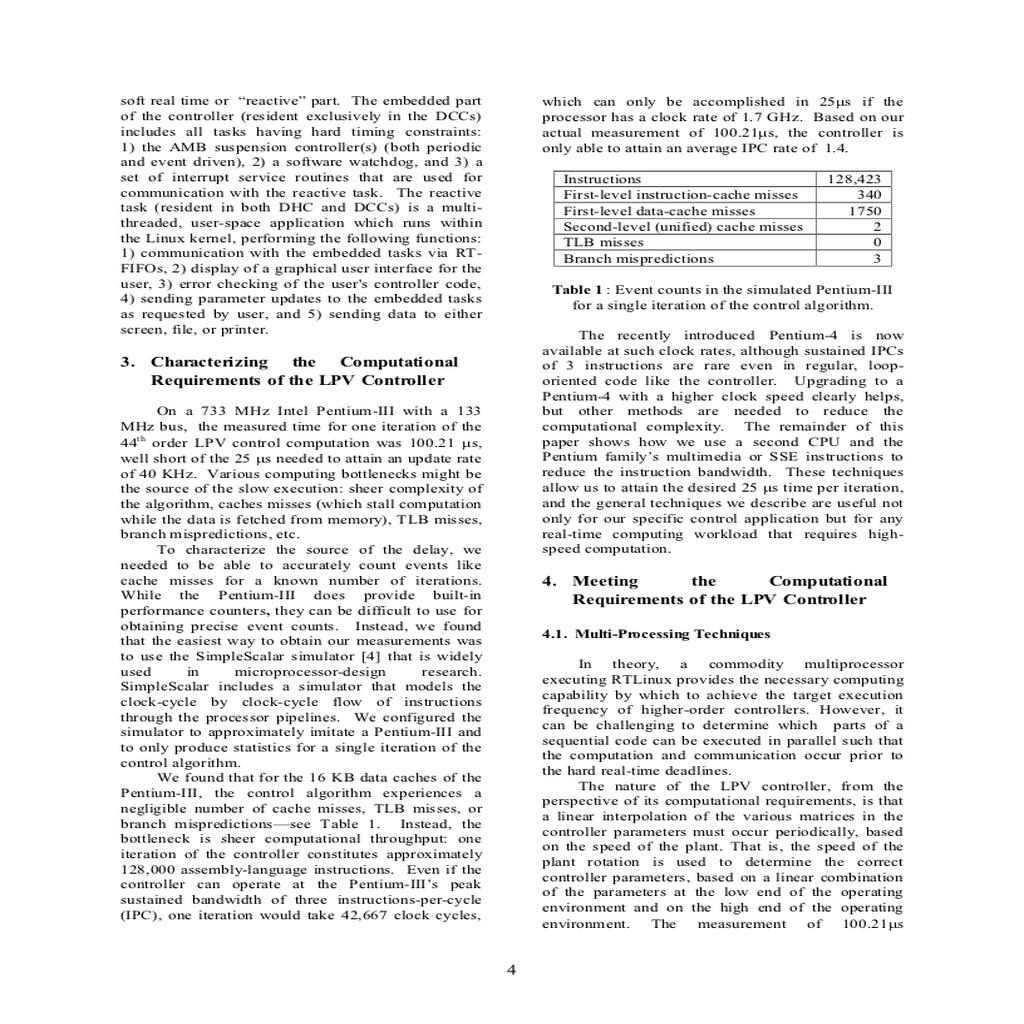 soft real time or “reactive” part. The embedded part
of the controller (resident exclusively in the DCCs)
includes all tasks having hard timing constraints:
1) the AMB suspension controller(s) (both periodic
and event driven), 2) a software watchdog, and 3) a
set of interrupt service routines that are used for
communication with the reactive task. The reactive
task (resident in both DHC and DCCs) is a multi-
threaded, user-space application which runs within
the Linux kernel, performing the following functions:
1) communication with the embedded tasks via RT-
FIFOs, 2) display of a graphical user interface for the
user, 3) error checking of the user's controller code,
4) sending parameter updates to the embedded tasks
as requested by user, and 5) sending data to either
screen, file, or printer.
3. Characterizing the Computational
Requirements of the LPV Controller
On a 733 MHz Intel Pentium-III with a 133
MHz bus, the measured time for one iteration of the
44th order LPV control computation was 100.21 µs,
well short of the 25 µs needed to attain an update rate
of 40 KHz. Various computing bottlenecks might be
the source of the slow execution: sheer complexity of
the algorithm, caches misses (which stall computation
while the data is fetched from memory), TLB misses,
branch mispredictions, etc.
To characterize the source of the delay, we
needed to be able to accurately count events like
cache misses for a known number of iterations.
While the Pentium-III does provide built-in
performance counters, they can be difficult to use for
obtaining precise event counts. Instead, we found
that the easiest way to obtain our measurements was
to use the SimpleScalar simulator [4] that is widely
used in microprocessor-design research.
SimpleScalar includes a simulator that models the
clock-cycle by clock-cycle flow of instructions
through the processor pipelines. We configured the
simulator to approximately imitate a Pentium-III and
to only produce statistics for a single iteration of the
control algorithm.
We found that for the 16 KB data caches of the
Pentium-III, the control algorithm experiences a
negligible number of cache misses, TLB misses, or
branch mispredictions—see Table 1. Instead, the
bottleneck is sheer computational throughput: one
iteration of the controller constitutes approximately
128,000 assembly-language instructions. Even if the
controller can operate at the Pentium-III’s peak
sustained bandwidth of three instructions-per-cycle
(IPC), one iteration would take 42,667 clock cycles,
which can only be accomplished in 25µs if the
processor has a clock rate of 1.7 GHz. Based on our
actual measurement of 100.21µs, the controller is
only able to attain an average IPC rate of 1.4.
Instructions 128,423
First-level instruction-cache misses 340
First-level data-cache misses 1750
Second-level (unified) cache misses 2
TLB misses 0
Branch mispredictions 3
Table 1 : Event counts in the simulated Pentium-III
for a single iteration of the control algorithm.
The recently introduced Pentium-4 is now
available at such clock rates, although sustained IPCs
of 3 instructions are rare even in regular, loop-
oriented code like the controller. Upgrading to a
Pentium-4 with a higher clock speed clearly helps,
but other methods are needed to reduce the
computational complexity. The remainder of this
paper shows how we use a second CPU and the
Pentium family’s multimedia or SSE instructions to
reduce the instruction bandwidth. These techniques
allow us to attain the desired 25 µs time per iteration,
and the general techniques we describe are useful not
only for our specific control application but for any
real-time computing workload that requires high-
speed computation.
4. Meeting the Computational
Requirements of the LPV Controller
4.1. Multi-Processing Techniques
In theory, a commodity multiprocessor
executing RTLinux provides the necessary computing
capability by which to achieve the target execution
frequency of higher-order controllers. However, it
can be challenging to determine which parts of a
sequential code can be executed in parallel such that
the computation and communication occur prior to
the hard real-time deadlines.
The nature of the LPV controller, from the
perspective of its computational requirements, is that
a linear interpolation of the various matrices in the
controller parameters must occur periodically, based
on the speed of the plant. That is, the speed of the
plant rotation is used to determine the correct
controller parameters, based on a linear combination
of the parameters at the low end of the operating
environment and on the high end of the operating
environment. The measurement of 100.21µs
4